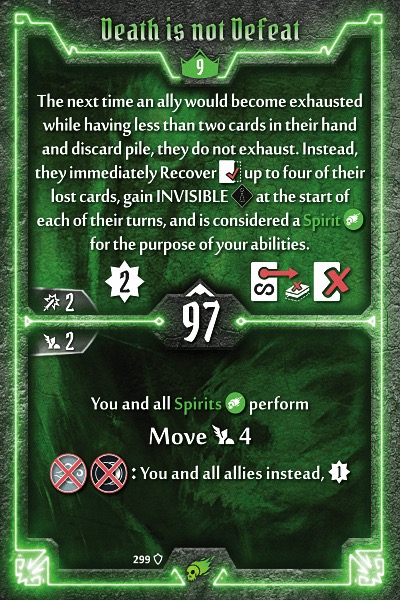 Death is not Defeat
9
The next time an ally would become exhausted
while having less than two cards in their hand
and discard pile, they do not exhaust. Instead,
they immediately Recover up to four of their
lost cards, gain INVISIBLE at the start of
each of their turns, and is considered a Spirit
for the purpose of your abilities.
2
S
2
97
2
You and all Spirits perform
Move 4
: You and all allies instead, 1
299